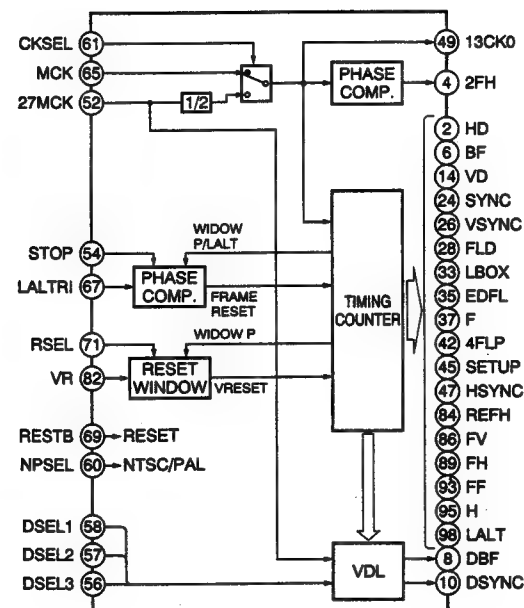 CKSEL 61
MCK 65
27MCK 52
1/2
PHASE
COMP.
49 13CK0
4 2FH
2 HD
6 BF
14 VD
24 SYNC
26 VSYNC
28 FLD
33 LBOX
35 EDFL
37 F
42 4FLP
45 SETUP
47 HSYNC
84 REFH
86 FV
89 FH
93 FF
95 H
98 LALT
8 DBF
10 DSYNC
STOP 54
LALTRI 67
PHASE
COMP.
WIDOW
P/LALT
FRAME
RESET
TIMING
COUNTER
RSEL 71
VR 82
RESET
WINDOW
WIDOW P
VRESET
RESTB 69 RESET
NPSEL 60 NTSC/PAL
DSEL1 58
DSEL2 57
DSEL3 56
VDL